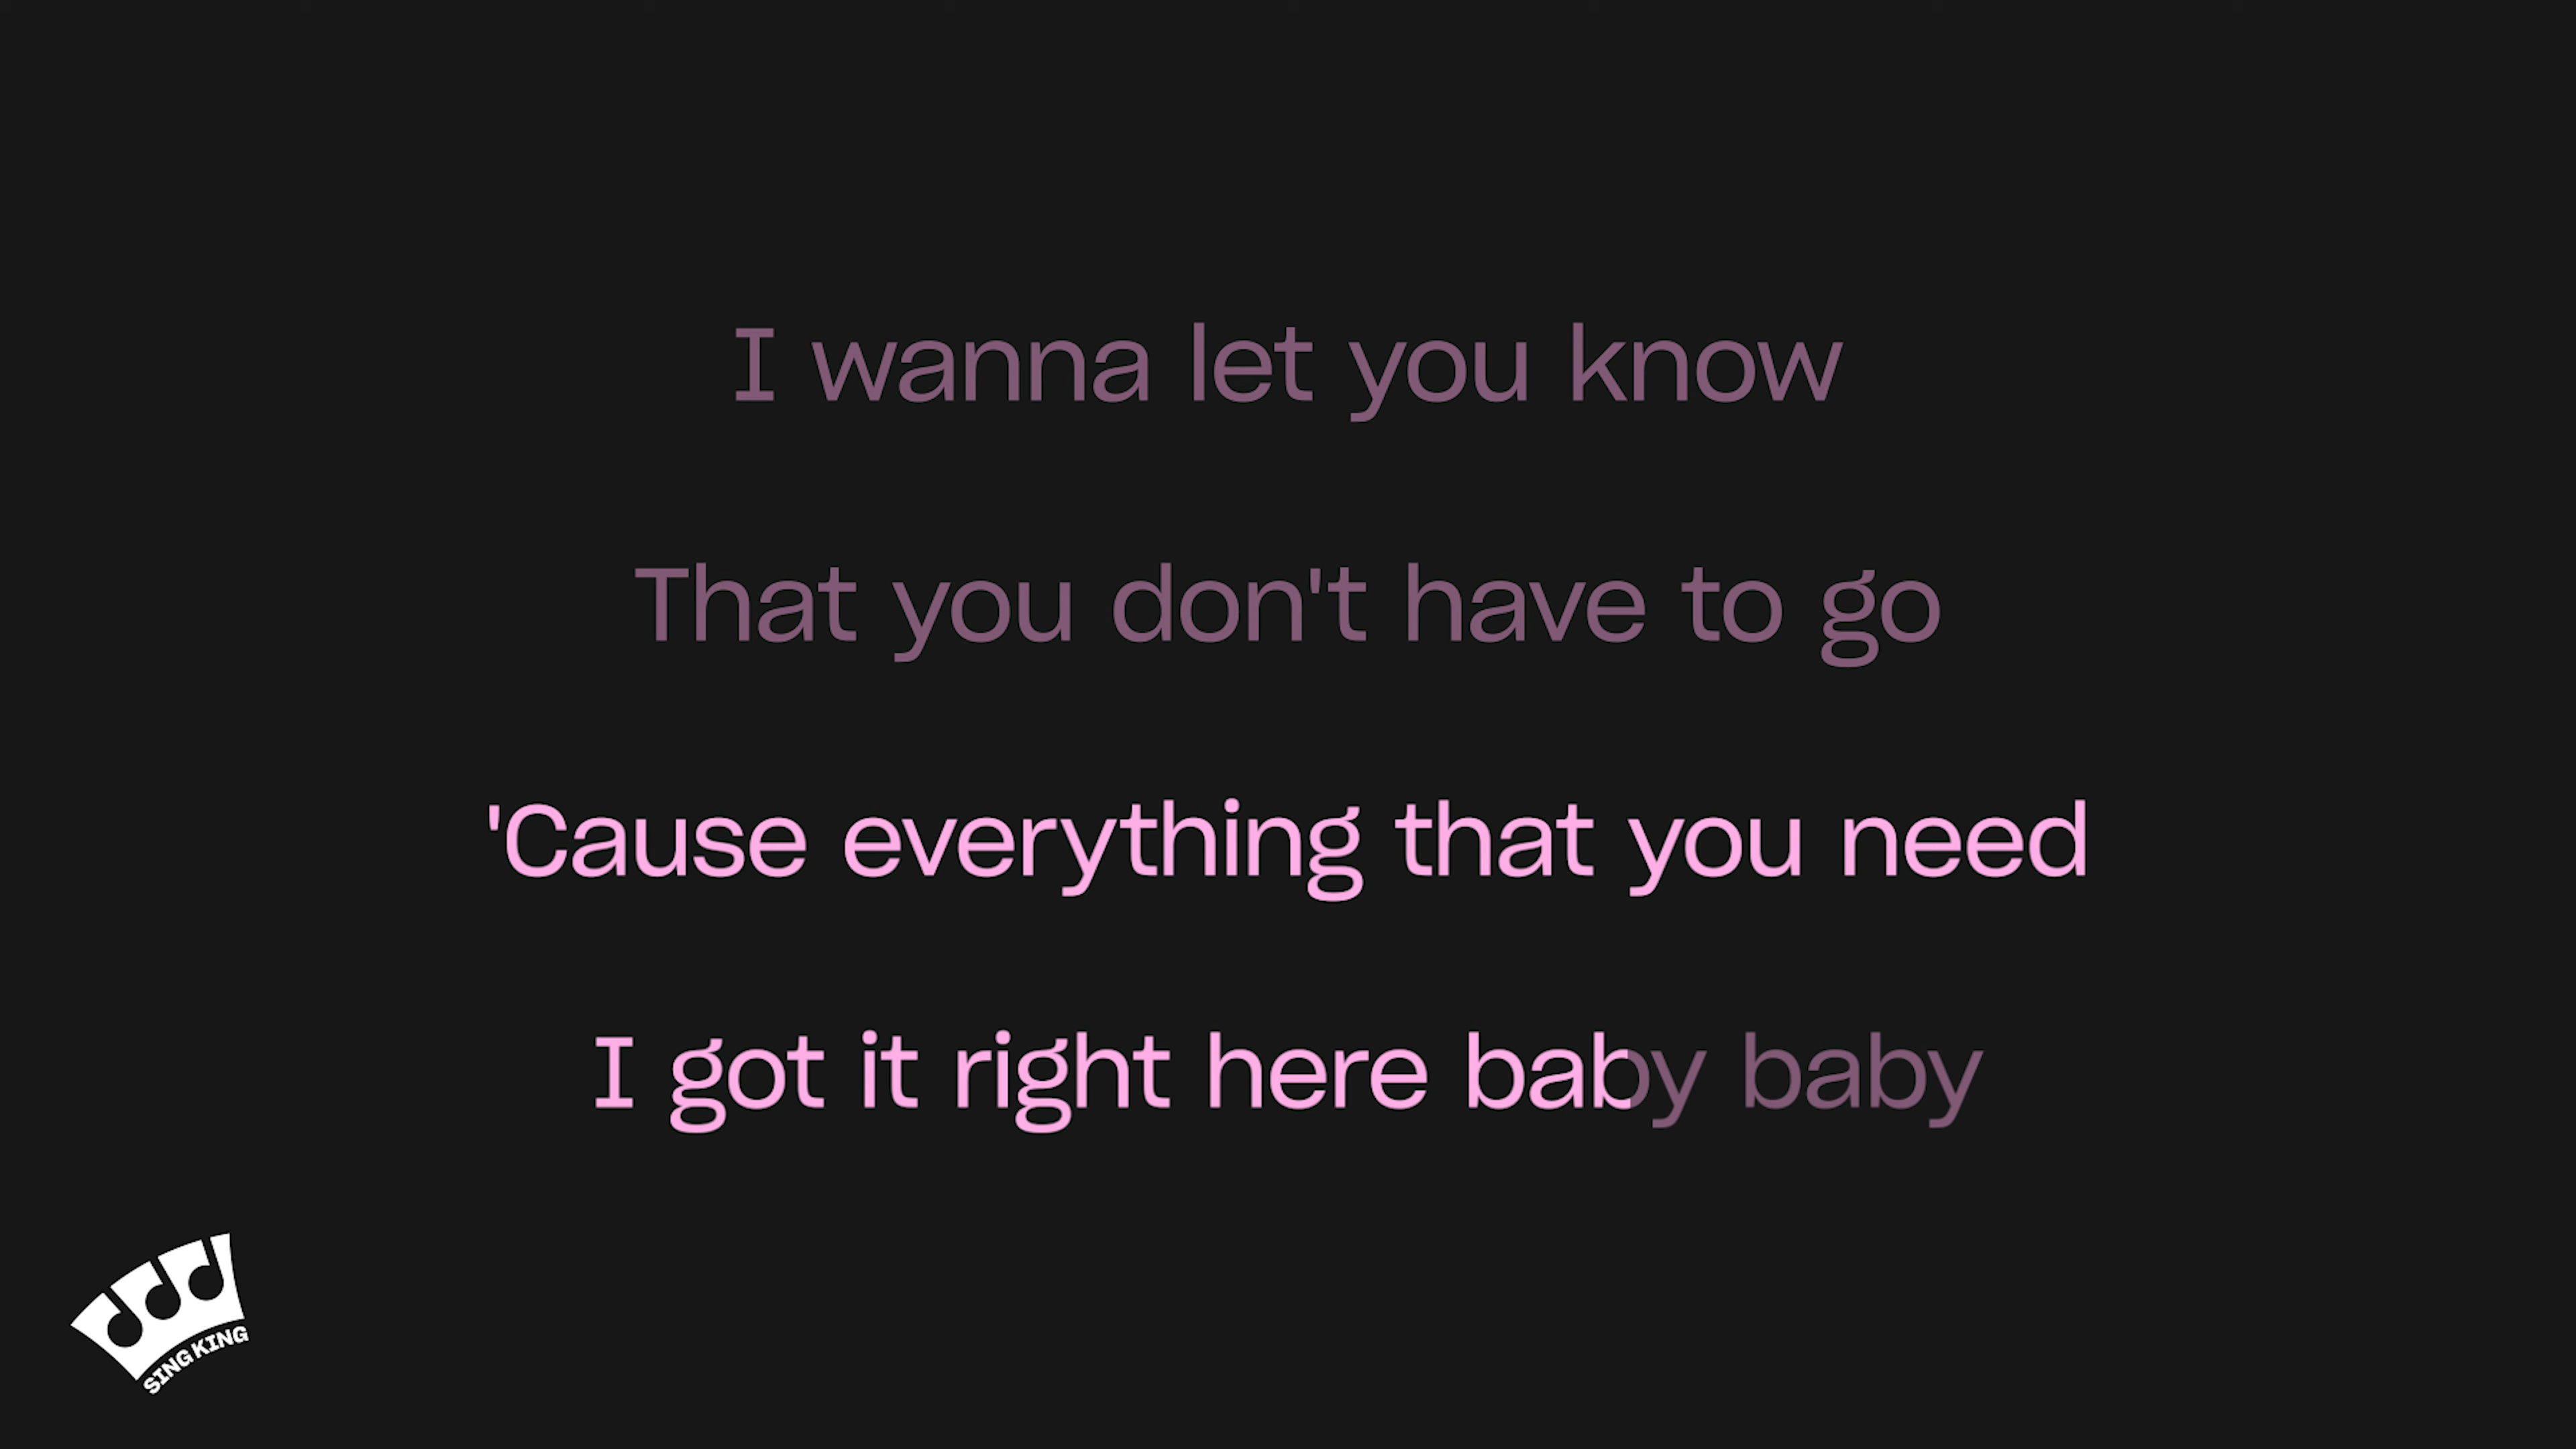 I wanna let you know
That you don't have to go
'Cause everything that you need
I got it right here baby baby
SING KING